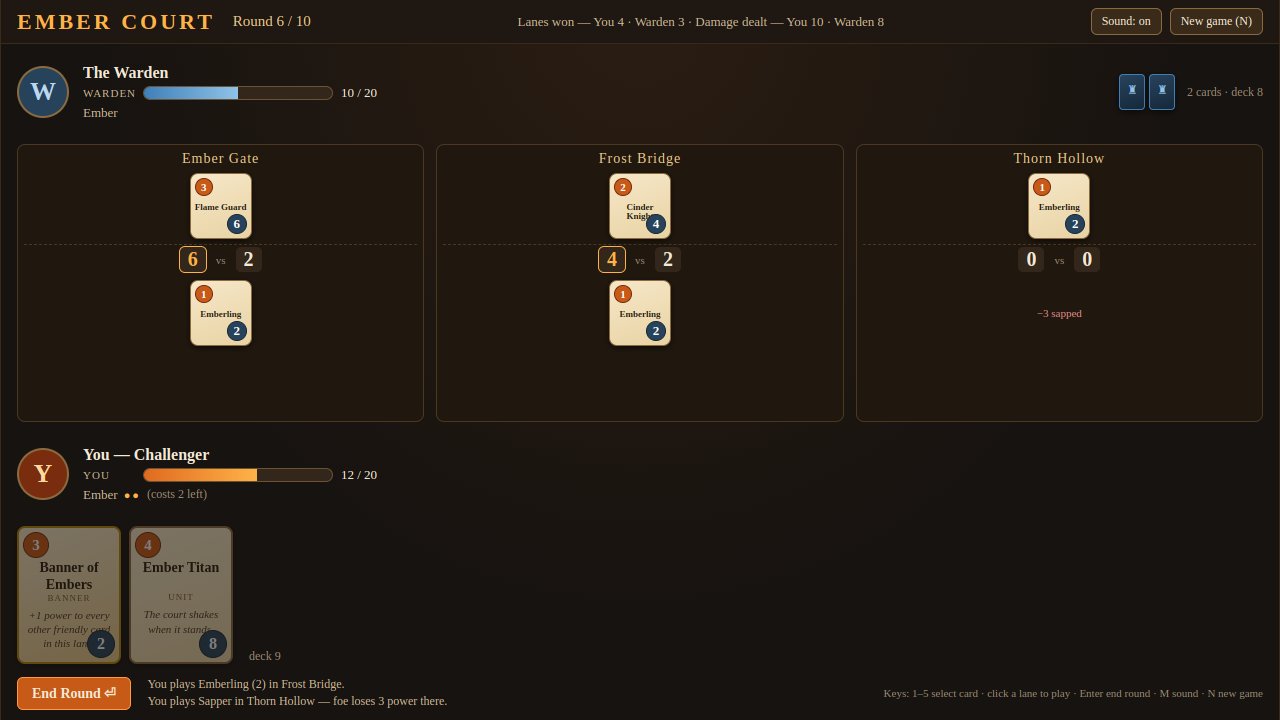 EMBER COURT
Round 6 / 10
Lanes won — You 4 · Warden 3 · Damage dealt — You 10 · Warden 8
Sound: on
New game (N)
W
The Warden
WARDEN
10 / 20
Ember
2 cards · deck 8
Ember Gate
3
Flame Guard
6
6 vs 2
1
Emberling
2
Frost Bridge
2
Cinder
4
4 vs 2
1
Emberling
2
Thorn Hollow
1
Emberling
2
0 vs 0
−3 sapped
Y
You — Challenger
YOU
12 / 20
Ember
(costs 2 left)
3
Banner of
Embers
BANNER
+1 power to every
other friendly card
in this
2
4
Ember Titan
UNIT
The court shakes
when it
8
deck 9
End Round ⏎
You plays Emberling (2) in Frost Bridge.
You plays Sapper in Thorn Hollow — foe loses 3 power there.
Keys: 1–5 select card · click a lane to play · Enter end round · M sound · N new game